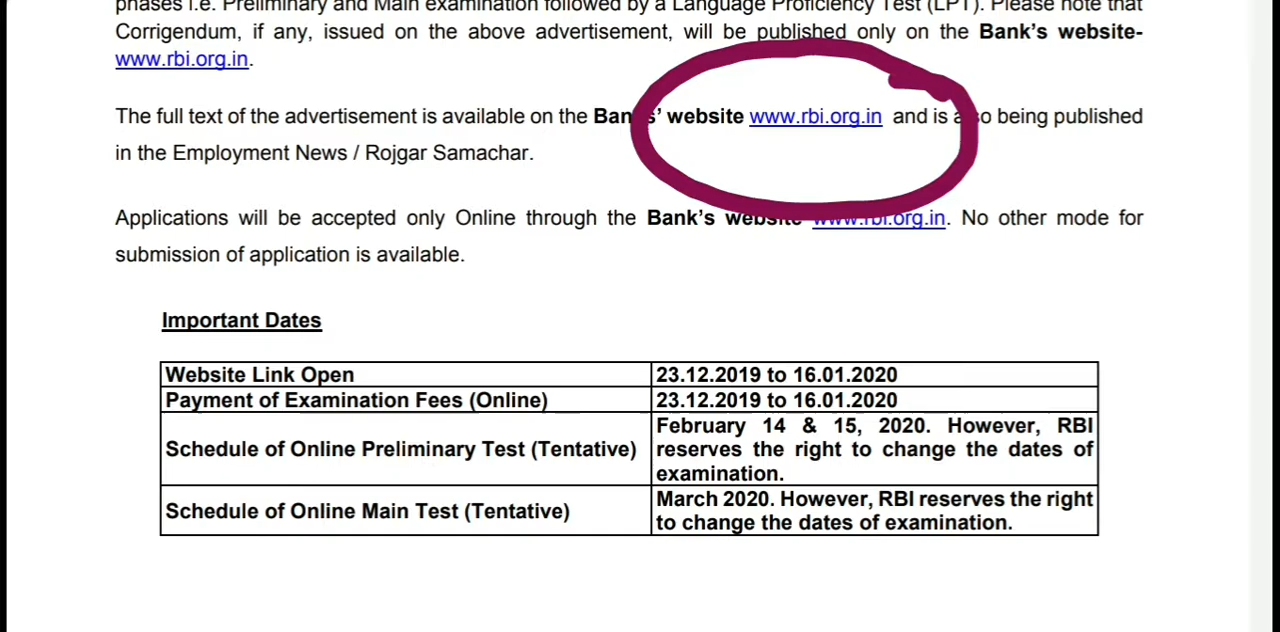 phases i.e. Preliminary and Main examination followed by a Language Proficiency Test (LPT). Please note that
Corrigendum, if any, issued on the above advertisement, will be published only on the Bank’s website-
www.rbi.org.in.
The full text of the advertisement is available on the Banks’ website www.rbi.org.in and is also being published
in the Employment News / Rojgar Samachar.
Applications will be accepted only Online through the Bank’s website www.rbi.org.in. No other mode for
submission of application is available.
Important Dates
Website Link Open 23.12.2019 to 16.01.2020
Payment of Examination Fees (Online) 23.12.2019 to 16.01.2020
Schedule of Online Preliminary Test (Tentative) February 14 & 15, 2020. However, RBI
reserves the right to change the dates of
examination.
Schedule of Online Main Test (Tentative) March 2020. However, RBI reserves the right
to change the dates of examination.